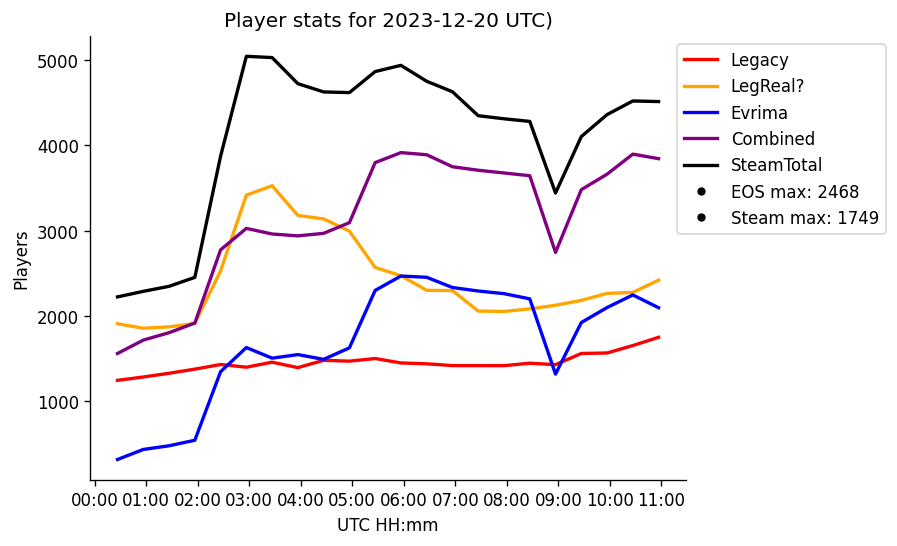 Player stats for 2023-12-20 UTC)
5000
4000
3000
2000
1000
Players
00:00 01:00 02:00 03:00 04:00 05:00 06:00 07:00 08:00 09:00 10:00 11:00
UTC HH:mm
Legacy
LegReal?
Evrima
Combined
SteamTotal
EOS max: 2468
Steam max: 1749